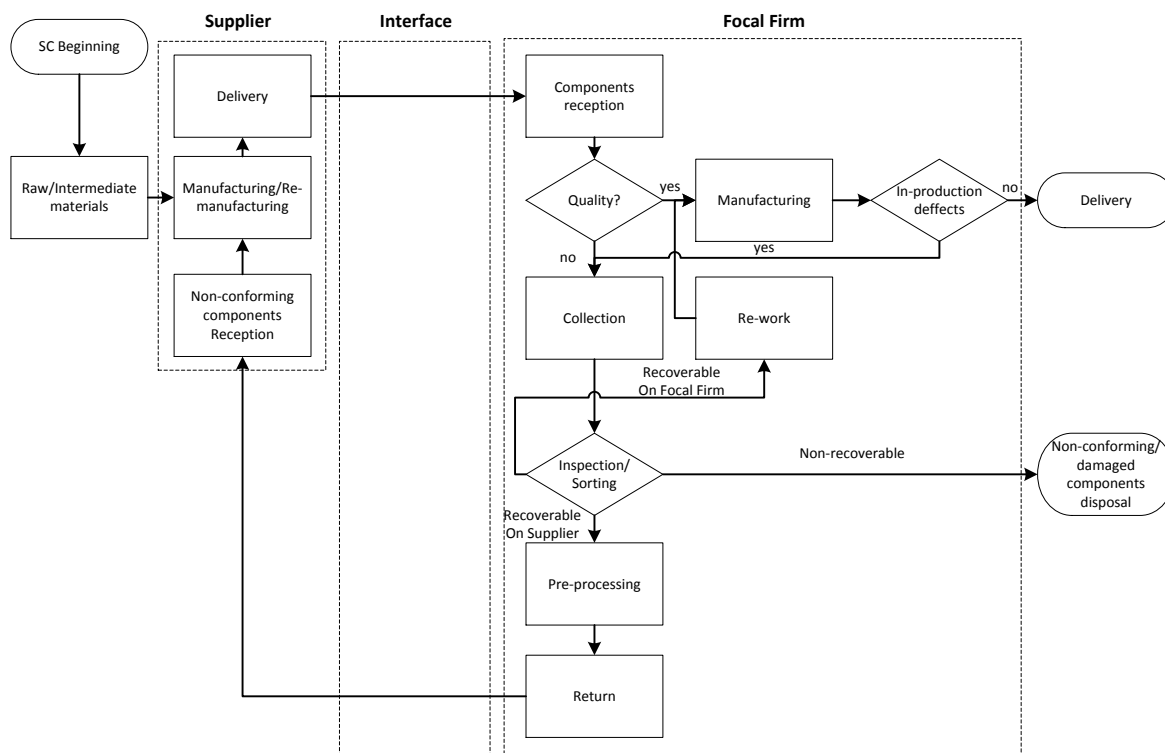 Supplier
Interface
Focal Firm
SC Beginning
Delivery
Components
reception
Raw/Intermediate
materials
Manufacturing/Re-
manufacturing
Quality?
yes
Manufacturing
In-production
deffects
no
Delivery
yes
no
Non-conforming
components
Reception
Collection
Re-work
Recoverable
On Focal Firm
Inspection/
Sorting
Non-recoverable
Non-conforming/
damaged
components
disposal
Recoverable
On Supplier
Pre-processing
Return